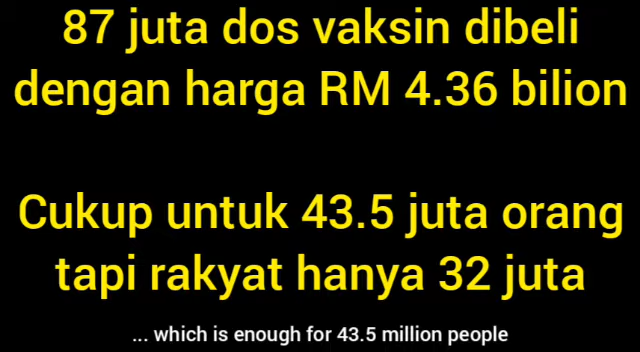 87 juta dos vaksin dibeli
dengan harga RM 4.36 bilion
Cukup untuk 43.5 juta orang
tapi rakyat hanya 32 juta
... which is enough for 43.5 million people